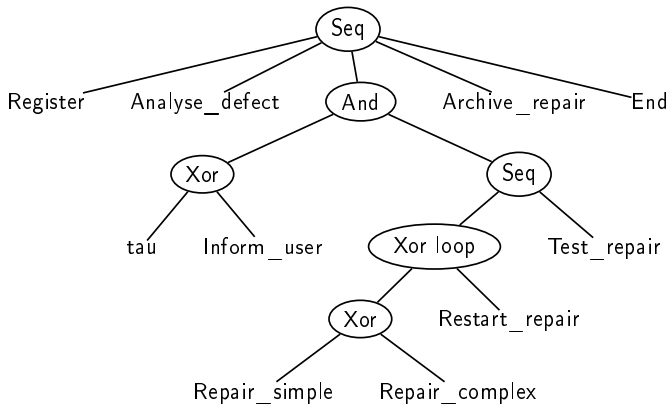 Seq
Register Analyse_defect And Archive_repair End
Xor Seq
tau Inform_user Xor loop Test_repair
Xor Restart_repair
Repair_simple Repair_complex